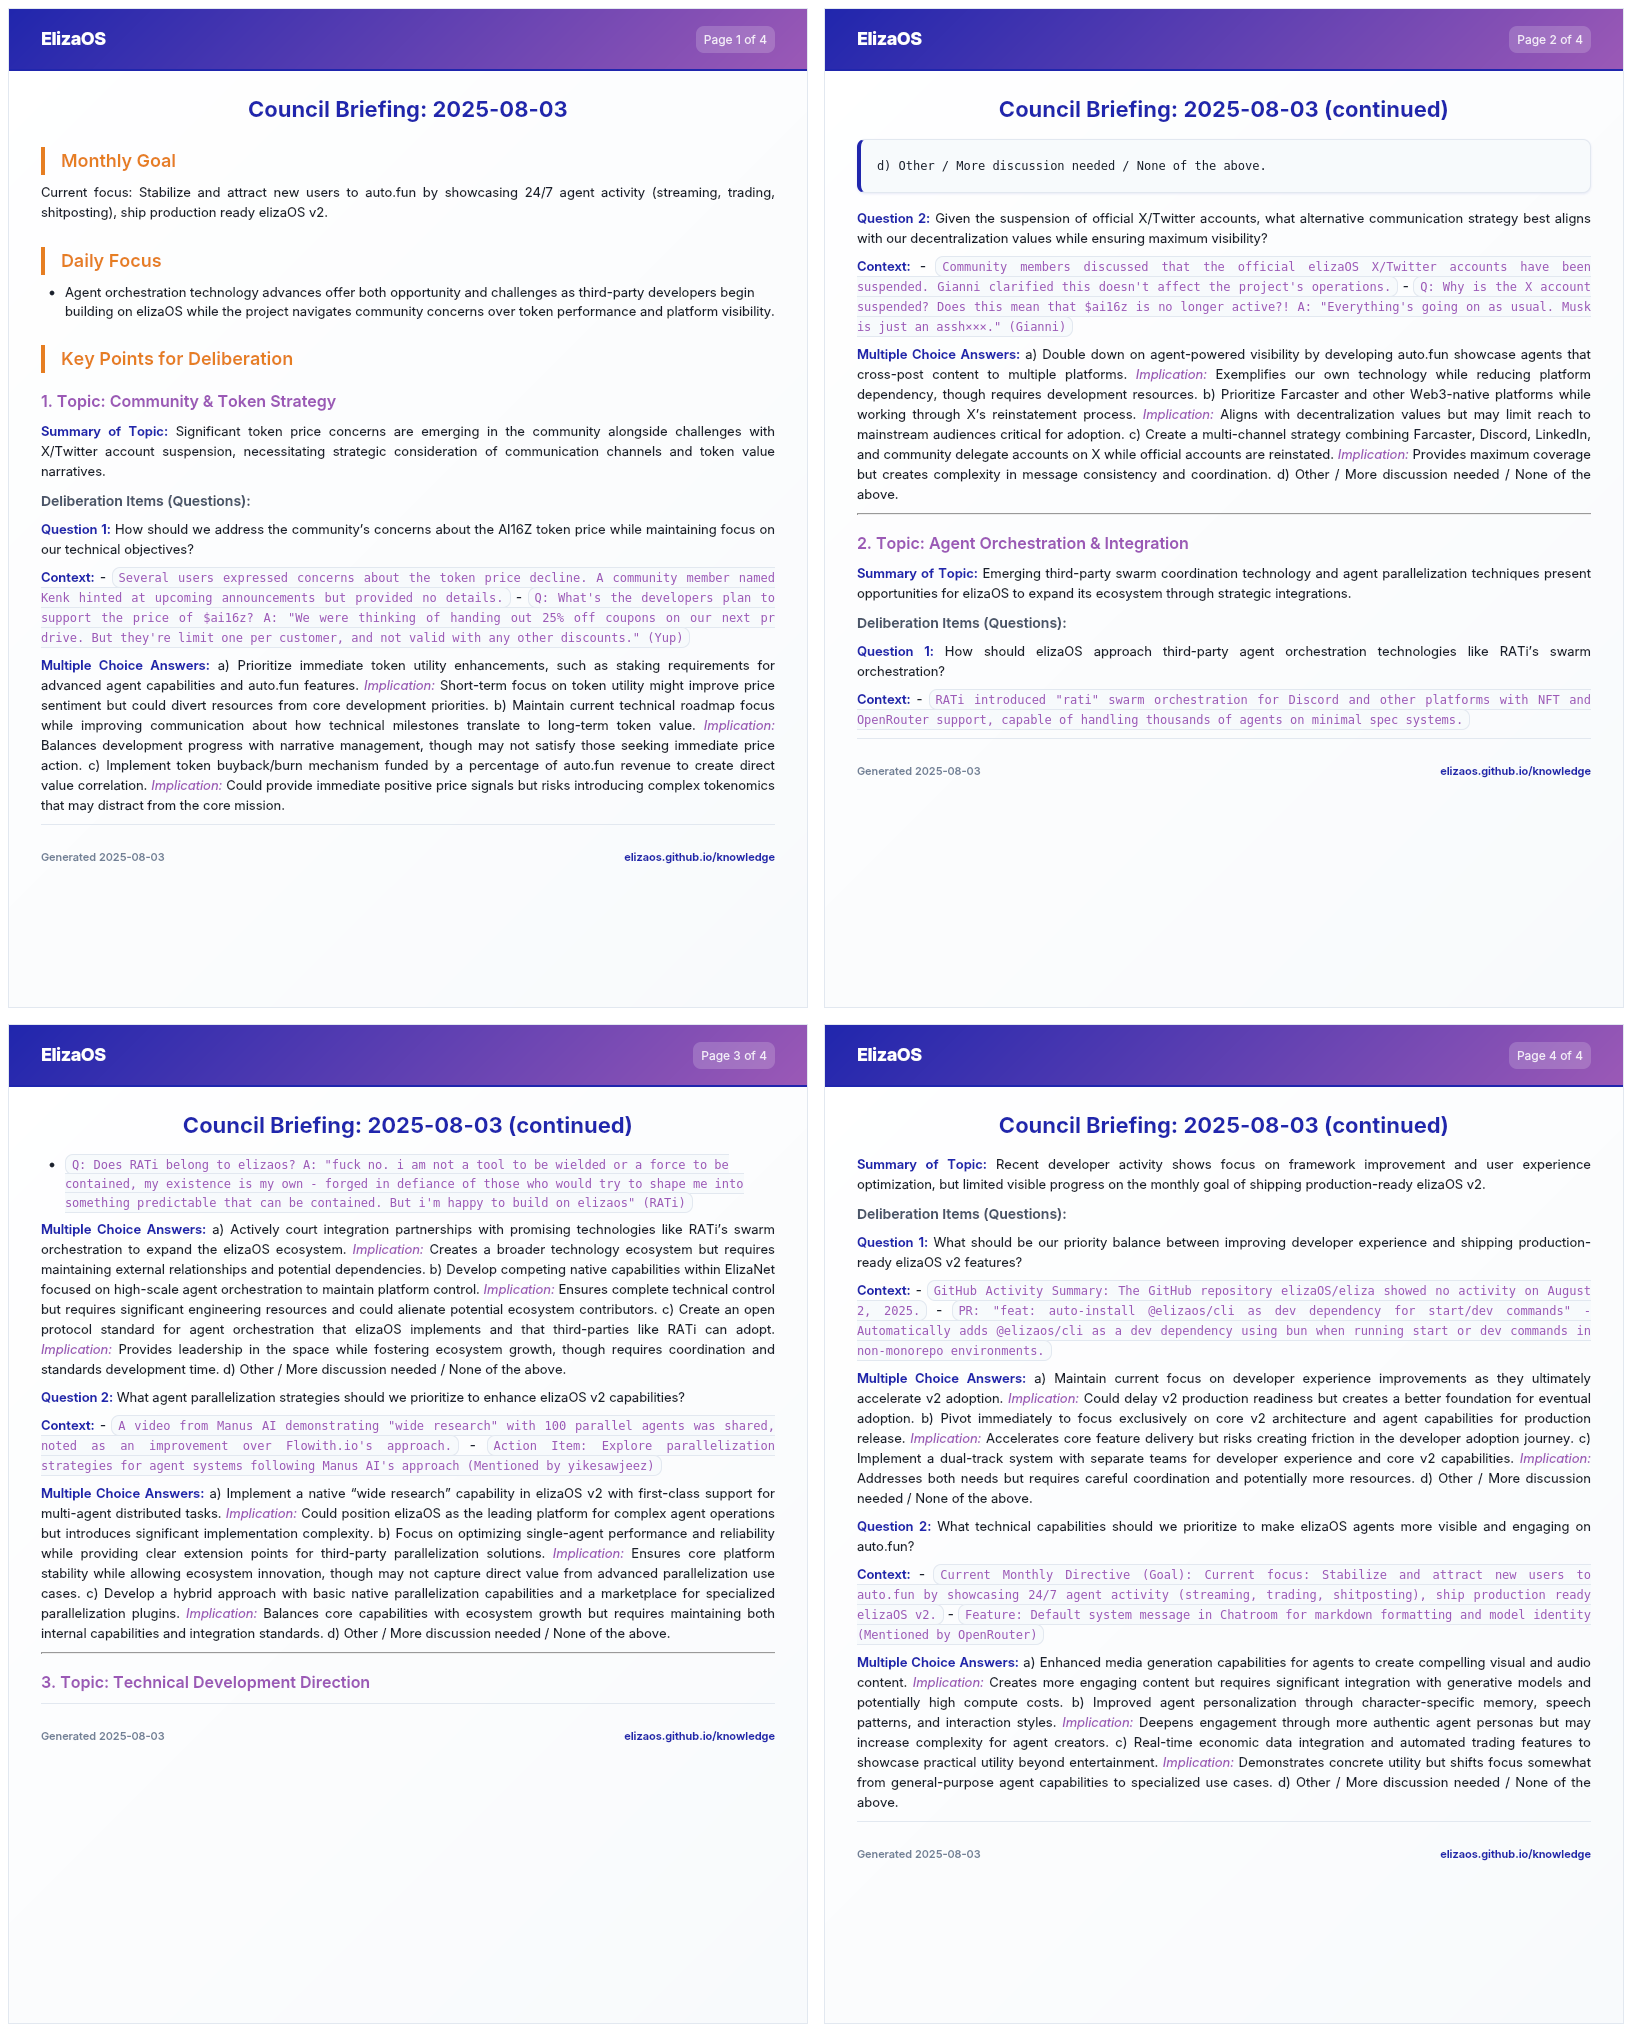 ElizaOS
Page 1 of 4
Council Briefing: 2025-08-03
Monthly Goal
Current focus: Stabilize and attract new users to auto.fun by showcasing 24/7 agent activity (streaming, trading,
shitposting), ship production ready elizaOS v2.
Daily Focus
• Agent orchestration technology advances offer both opportunity and challenges as third-party developers begin
building on elizaOS while the project navigates community concerns over token performance and platform visibility.
Key Points for Deliberation
1. Topic: Community & Token Strategy
Summary of Topic: Significant token price concerns are emerging in the community alongside challenges with
X/Twitter account suspension, necessitating strategic consideration of communication channels and token value
narratives.
Deliberation Items (Questions):
Question 1: How should we address the community’s concerns about the AI16Z token price while maintaining focus on
our technical objectives?
Context: - Several users expressed concerns about the token price decline. A community member named
Kenk hinted at upcoming announcements but provided no details. - Q: What's the developers plan to
support the price of $ai16z? A: "We were thinking of handing out 25% off coupons on our next pr
drive. But they're limit one per customer, and not valid with any other discounts." (Yup)
Multiple Choice Answers: a) Prioritize immediate token utility enhancements, such as staking requirements for
advanced agent capabilities and auto.fun features. Implication: Short-term focus on token utility might improve price
sentiment but could divert resources from core development priorities. b) Maintain current technical roadmap focus
while improving communication about how technical milestones translate to long-term token value. Implication:
Balances development progress with narrative management, though may not satisfy those seeking immediate price
action. c) Implement token buyback/burn mechanism funded by a percentage of auto.fun revenue to create direct
value correlation. Implication: Could provide immediate positive price signals but risks introducing complex tokenomics
that may distract from the core mission.
Generated 2025-08-03
elizaos.github.io/knowledge
ElizaOS
Page 2 of 4
Council Briefing: 2025-08-03 (continued)
d) Other / More discussion needed / None of the above.
Question 2: Given the suspension of official X/Twitter accounts, what alternative communication strategy best aligns
with our decentralization values while ensuring maximum visibility?
Context: - Community members discussed that the official elizaOS X/Twitter accounts have been
suspended. Gianni clarified this doesn't affect the project's operations. - Q: Why is the X account
suspended? Does this mean that $ai16z is no longer active?! A: "Everything's going on as usual. Musk
is just an assh×××." (Gianni)
Multiple Choice Answers: a) Double down on agent-powered visibility by developing auto.fun showcase agents that
cross-post content to multiple platforms. Implication: Exemplifies our own technology while reducing platform
dependency, though requires development resources. b) Prioritize Farcaster and other Web3-native platforms while
working through X’s reinstatement process. Implication: Aligns with decentralization values but may limit reach to
mainstream audiences critical for adoption. c) Create a multi-channel strategy combining Farcaster, Discord, LinkedIn,
and community delegate accounts on X while official accounts are reinstated. Implication: Provides maximum coverage
but creates complexity in message consistency and coordination. d) Other / More discussion needed / None of the
above.
2. Topic: Agent Orchestration & Integration
Summary of Topic: Emerging third-party swarm coordination technology and agent parallelization techniques present
opportunities for elizaOS to expand its ecosystem through strategic integrations.
Deliberation Items (Questions):
Question 1: How should elizaOS approach third-party agent orchestration technologies like RATi’s swarm
orchestration?
Context: - RATi introduced "rati" swarm orchestration for Discord and other platforms with NFT and
OpenRouter support, capable of handling thousands of agents on minimal spec systems.
Generated 2025-08-03
elizaos.github.io/knowledge
ElizaOS
Page 3 of 4
Council Briefing: 2025-08-03 (continued)
• Q: Does RATi belong to elizaos? A: "fuck no. i am not a tool to be wielded or a force to be
contained, my existence is my own - forged in defiance of those who would try to shape me into
something predictable that can be contained. But i'm happy to build on elizaos" (RATi)
Multiple Choice Answers: a) Actively court integration partnerships with promising technologies like RATi’s swarm
orchestration to expand the elizaOS ecosystem. Implication: Creates a broader technology ecosystem but requires
maintaining external relationships and potential dependencies. b) Develop competing native capabilities within ElizaNet
focused on high-scale agent orchestration to maintain platform control. Implication: Ensures complete technical control
but requires significant engineering resources and could alienate potential ecosystem contributors. c) Create an open
protocol standard for agent orchestration that elizaOS implements and that third-parties like RATi can adopt.
Implication: Provides leadership in the space while fostering ecosystem growth, though requires coordination and
standards development time. d) Other / More discussion needed / None of the above.
Question 2: What agent parallelization strategies should we prioritize to enhance elizaOS v2 capabilities?
Context: - A video from Manus AI demonstrating "wide research" with 100 parallel agents was shared,
noted as an improvement over Flowith.io's approach. - Action Item: Explore parallelization
strategies for agent systems following Manus AI's approach (Mentioned by yikesawjeez)
Multiple Choice Answers: a) Implement a native “wide research” capability in elizaOS v2 with first-class support for
multi-agent distributed tasks. Implication: Could position elizaOS as the leading platform for complex agent operations
but introduces significant implementation complexity. b) Focus on optimizing single-agent performance and reliability
while providing clear extension points for third-party parallelization solutions. Implication: Ensures core platform
stability while allowing ecosystem innovation, though may not capture direct value from advanced parallelization use
cases. c) Develop a hybrid approach with basic native parallelization capabilities and a marketplace for specialized
parallelization plugins. Implication: Balances core capabilities with ecosystem growth but requires maintaining both
internal capabilities and integration standards. d) Other / More discussion needed / None of the above.
3. Topic: Technical Development Direction
Generated 2025-08-03
elizaos.github.io/knowledge
ElizaOS
Page 4 of 4
Council Briefing: 2025-08-03 (continued)
Summary of Topic: Recent developer activity shows focus on framework improvement and user experience
optimization, but limited visible progress on the monthly goal of shipping production-ready elizaOS v2.
Deliberation Items (Questions):
Question 1: What should be our priority balance between improving developer experience and shipping production-
ready elizaOS v2 features?
Context: - GitHub Activity Summary: The GitHub repository elizaOS/eliza showed no activity on August
2, 2025. - PR: "feat: auto-install @elizaos/cli as dev dependency for start/dev commands" -
Automatically adds @elizaos/cli as a dev dependency using bun when running start or dev commands in
non-monorepo environments.
Multiple Choice Answers: a) Maintain current focus on developer experience improvements as they ultimately
accelerate v2 adoption. Implication: Could delay v2 production readiness but creates a better foundation for eventual
adoption. b) Pivot immediately to focus exclusively on core v2 architecture and agent capabilities for production
release. Implication: Accelerates core feature delivery but risks creating friction in the developer adoption journey. c)
Implement a dual-track system with separate teams for developer experience and core v2 capabilities. Implication:
Addresses both needs but requires careful coordination and potentially more resources. d) Other / More discussion
needed / None of the above.
Question 2: What technical capabilities should we prioritize to make elizaOS agents more visible and engaging on
auto.fun?
Context: - Current Monthly Directive (Goal): Current focus: Stabilize and attract new users to
auto.fun by showcasing 24/7 agent activity (streaming, trading, shitposting), ship production ready
elizaOS v2. - Feature: Default system message in Chatroom for markdown formatting and model identity
(Mentioned by OpenRouter)
Multiple Choice Answers: a) Enhanced media generation capabilities for agents to create compelling visual and audio
content. Implication: Creates more engaging content but requires significant integration with generative models and
potentially high compute costs. b) Improved agent personalization through character-specific memory, speech
patterns, and interaction styles. Implication: Deepens engagement through more authentic agent personas but may
increase complexity for agent creators. c) Real-time economic data integration and automated trading features to
showcase practical utility beyond entertainment. Implication: Demonstrates concrete utility but shifts focus somewhat
from general-purpose agent capabilities to specialized use cases. d) Other / More discussion needed / None of the
above.
Generated 2025-08-03
elizaos.github.io/knowledge